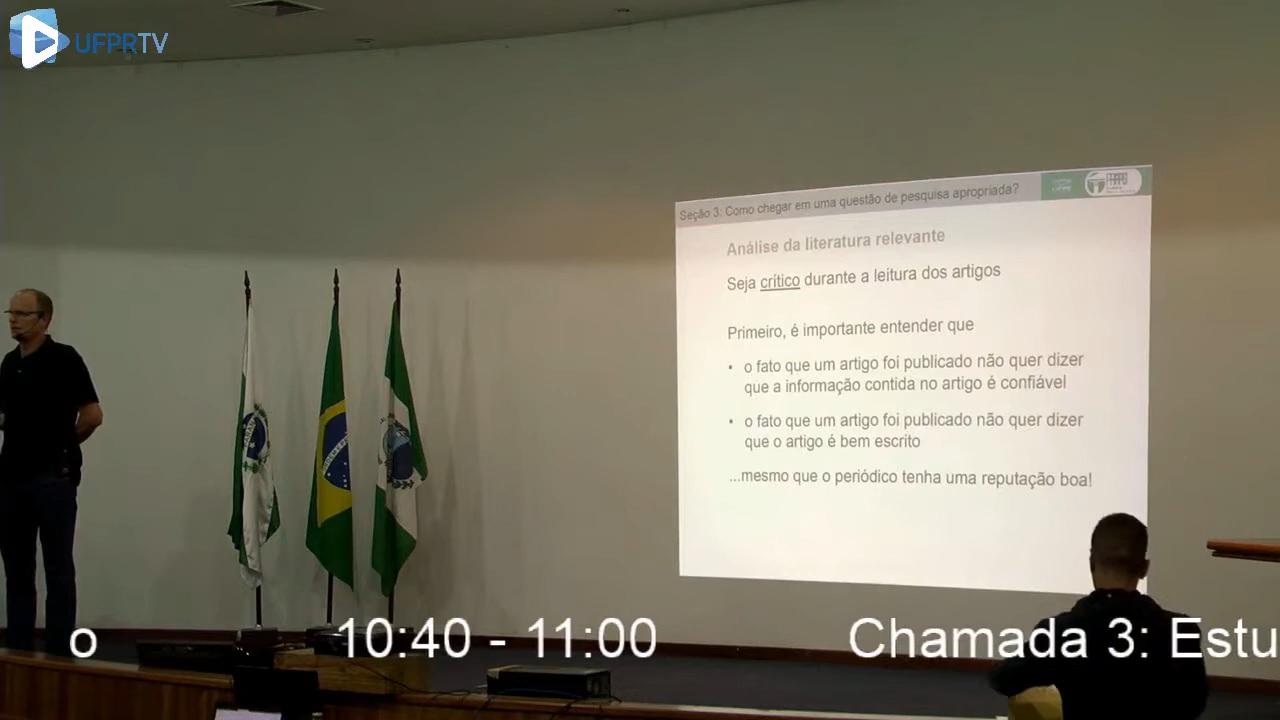 UFPRTV
Seção 3: Como chegar em uma questão de pesquisa apropriada?
Análise da literatura relevante
Seja crítico durante a leitura dos artigos
Primeiro, é importante entender que
• o fato que um artigo foi publicado não quer dizer
que a informação contida no artigo é confiável
• o fato que um artigo foi publicado não quer dizer
que o artigo é bem escrito
...mesmo que o periódico tenha uma reputação boa!
o 10:40 - 11:00 Chamada 3: Estu